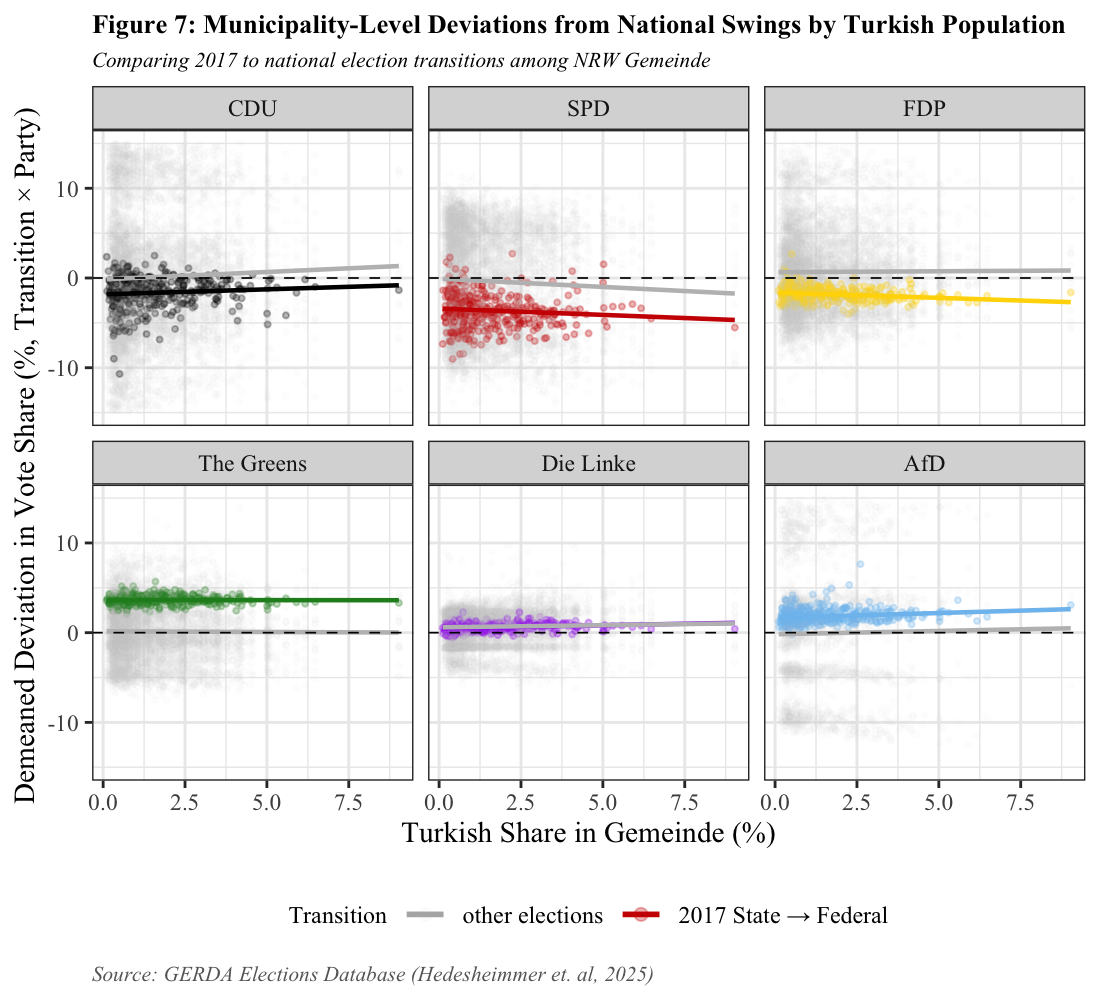 Figure 7: Municipality-Level Deviations from National Swings by Turkish Population
Comparing 2017 to national election transitions among NRW Gemeinde
Demeaned Deviation in Vote Share (%, Transition × Party)
CDU
SPD
FDP
10
0
-10
The Greens
Die Linke
AfD
10
0
-10
0.0 2.5 5.0 7.5
0.0 2.5 5.0 7.5
0.0 2.5 5.0 7.5
Turkish Share in Gemeinde (%)
Transition
other elections
2017 State → Federal
Source: GERDA Elections Database (Hedesheimmer et. al, 2025)